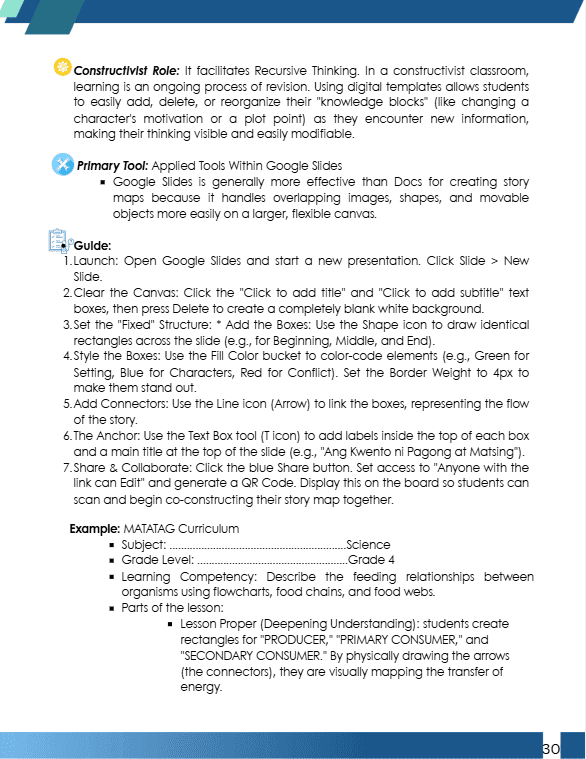 Constructivist Role: It facilitates Recursive Thinking. In a constructivist classroom,
learning is an ongoing process of revision. Using digital templates allows students
to easily add, delete, or reorganize their "knowledge blocks" (like changing a
character's motivation or a plot point) as they encounter new information,
making their thinking visible and easily modifiable.
Primary Tool: Applied Tools Within Google Slides
▪ Google Slides is generally more effective than Docs for creating story
maps because it handles overlapping images, shapes, and movable
objects more easily on a larger, flexible canvas.
Guide:
1. Launch: Open Google Slides and start a new presentation. Click Slide > New
Slide.
2. Clear the Canvas: Click the "Click to add title" and "Click to add subtitle" text
boxes, then press Delete to create a completely blank white background.
3. Set the "Fixed" Structure: * Add the Boxes: Use the Shape icon to draw identical
rectangles across the slide (e.g., for Beginning, Middle, and End).
4. Style the Boxes: Use the Fill Color bucket to color-code elements (e.g., Green for
Setting, Blue for Characters, Red for Conflict). Set the Border Weight to 4px to
make them stand out.
5. Add Connectors: Use the Line icon (Arrow) to link the boxes, representing the flow
of the story.
6. The Anchor: Use the Text Box tool (T icon) to add labels inside the top of each box
and a main title at the top of the slide (e.g., "Ang Kwento ni Pagong at Matsing").
7. Share & Collaborate: Click the blue Share button. Set access to "Anyone with the
link can Edit" and generate a QR Code. Display this on the board so students can
scan and begin co-constructing their story map together.
Example: MATATAG Curriculum
▪ Subject: .............................................................Science
▪ Grade Level: ....................................................Grade 4
▪ Learning Competency: Describe the feeding relationships between
organisms using flowcharts, food chains, and food webs.
▪ Parts of the lesson:
▪ Lesson Proper (Deepening Understanding): students create
rectangles for "PRODUCER," "PRIMARY CONSUMER," and
"SECONDARY CONSUMER." By physically drawing the arrows
(the connectors), they are visually mapping the transfer of
energy.
30